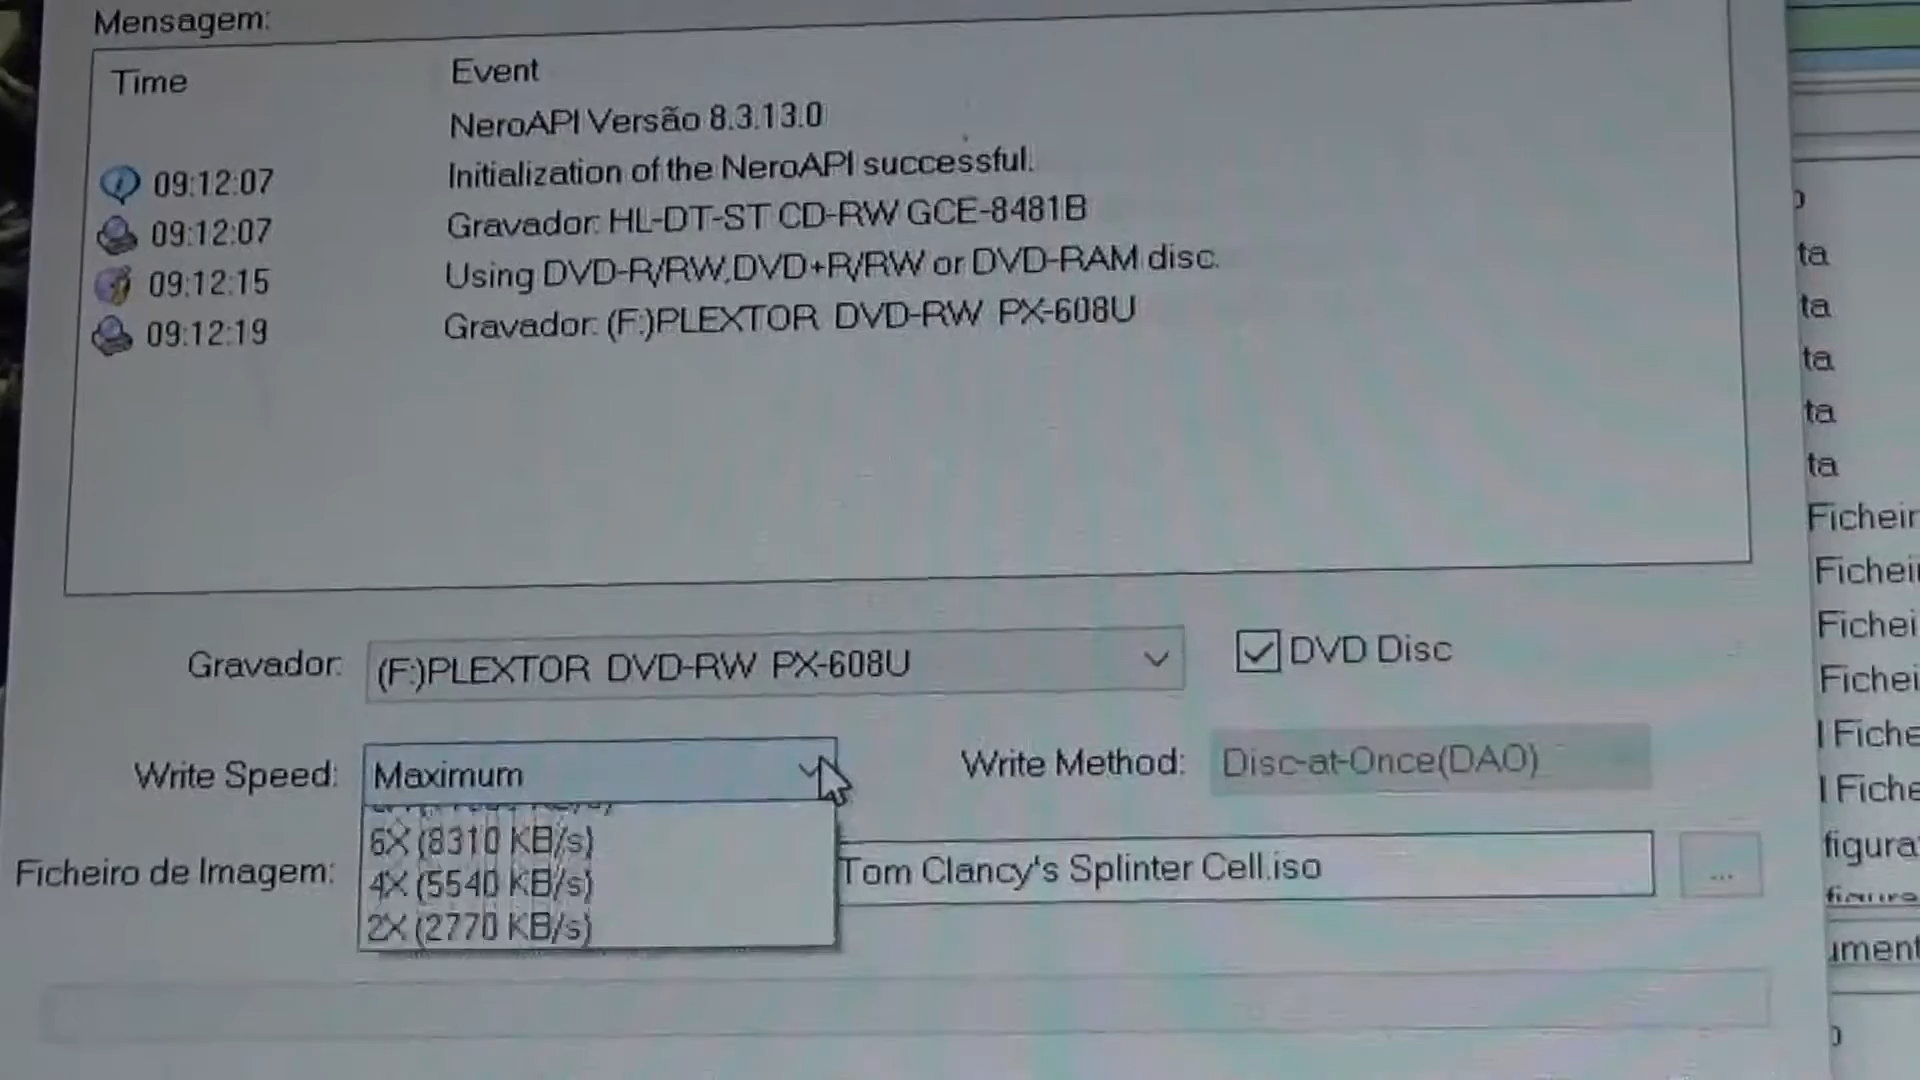 Mensagem:
Time Event
NeroAPI Versão 8.3.13.0
09:12:07 Initialization of the NeroAPI successful.
09:12:07 Gravador: HL-DT-ST CD-RW GCE-8481B
09:12:15 Using DVD-R/RW,DVD+R/RW or DVD-RAM disc.
09:12:19 Gravador: (F:)PLEXTOR DVD-RW PX-608U
Gravador: (F:)PLEXTOR DVD-RW PX-608U DVD Disc
Write Speed: Maximum Write Method: Disc-at-Once(DAO)
6X (8310 KB/s)
Ficheiro de Imagem: Tom Clancy's Splinter Cell.iso ...
4X (5540 KB/s)
2X (2770 KB/s)
ta
ta
ta
ta
ta
Ficheir
Fichei
Fichei
Fichei
l Fiche
l Fiche
figura
figura
ument